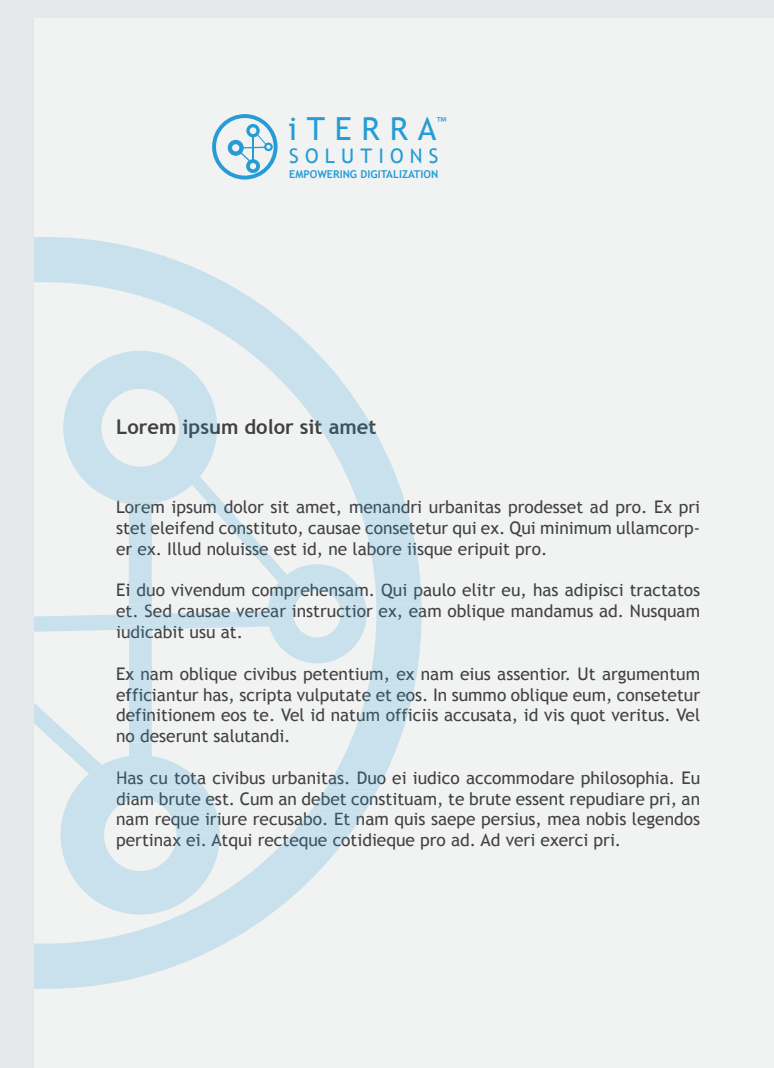 iTERRA™
SOLUTIONS
EMPOWERING DIGITALIZATION
Lorem ipsum dolor sit amet
Lorem ipsum dolor sit amet, menandri urbanitas prodesset ad pro. Ex pri
stet eleifend constituto, causae consetetur qui ex. Qui minimum ullamcorp-
er ex. Illud noluisse est id, ne labore iisque eripuit pro.
Ei duo vivendum comprehensam. Qui paulo elitr eu, has adipisci tractatos
et. Sed causae verear instructior ex, eam oblique mandamus ad. Nusquam
iudicabit usu at.
Ex nam oblique civibus petentium, ex nam eius assentior. Ut argumentum
efficiantur has, scripta vulputate et eos. In summo oblique eum, consetetur
definitionem eos te. Vel id natum officiis accusata, id vis quot veritus. Vel
no deserunt salutandi.
Has cu tota civibus urbanitas. Duo ei iudico accommodare philosophia. Eu
diam brute est. Cum an debet constituam, te brute essent repudiare pri, an
nam reque iriure recusabo. Et nam quis saepe persius, mea nobis legendos
pertinax ei. Atqui recteque cotidieque pro ad. Ad veri exerci pri.